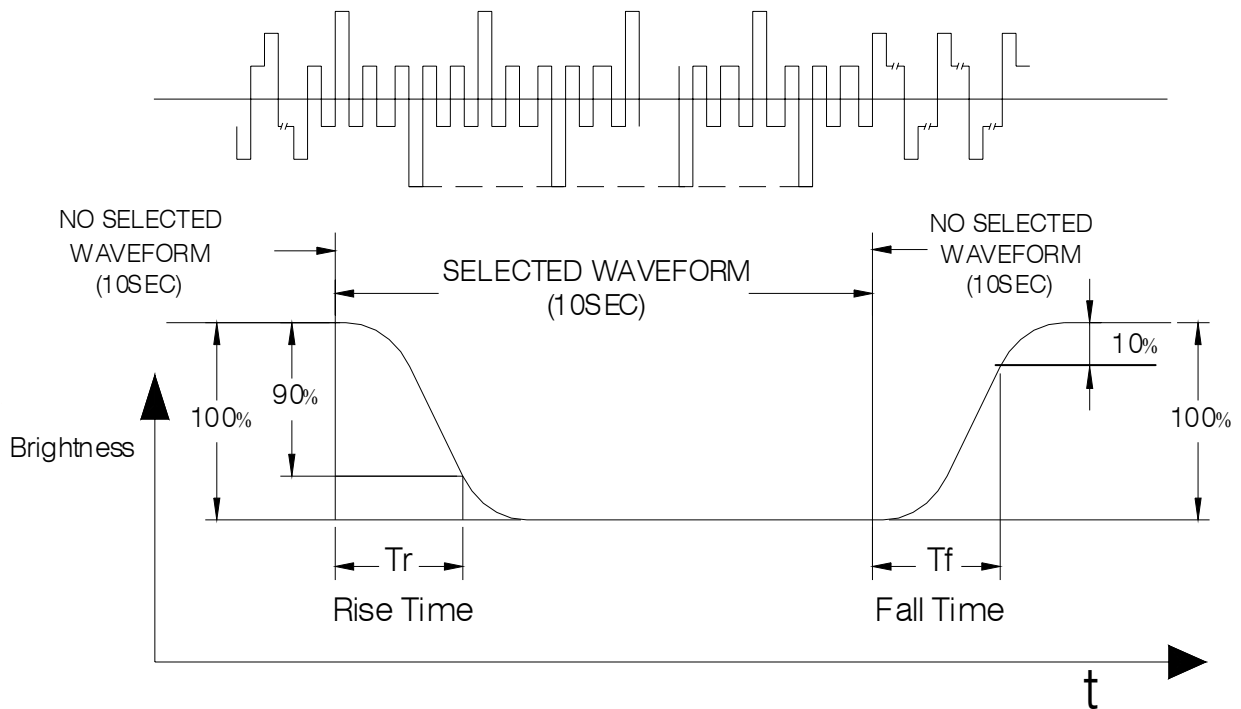 NO SELECTED
WAVEFORM
(10SEC)
SELECTED WAVEFORM
(10SEC)
NO SELECTED
WAVEFORM
(10SEC)
100%
90%
10%
100%
Brightness
Tr
Tf
Rise Time
Fall Time
t